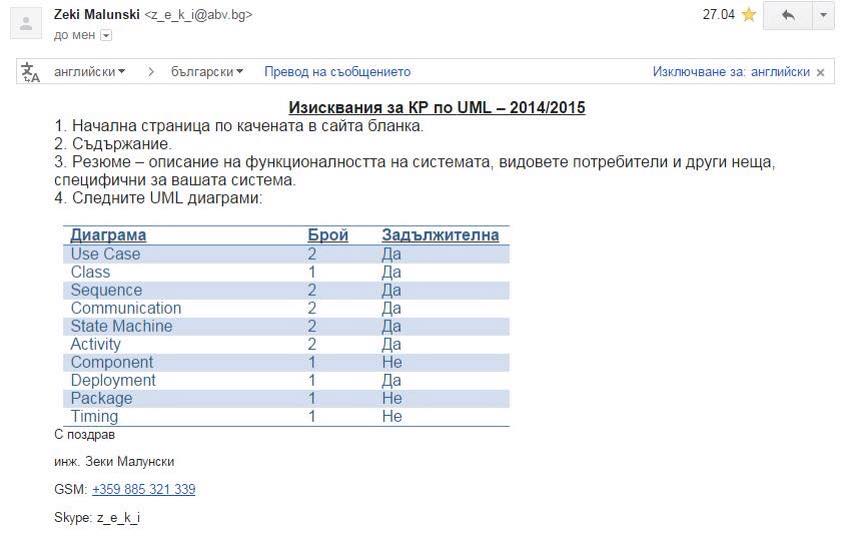 Zeki Malunski <z_e_k_i@abv.bg>
27.04
до мен
английски
български
Превод на съобщението
Изключване за: английски x
Изисквания за КР по UML – 2014/2015
1. Начална страница по качената в сайта бланка.
2. Съдържание.
3. Резюме – описание на функционалността на системата, видовете потребители и други неща,
специфични за вашата система.
4. Следните UML диаграми:
Диаграма Брой Задължителна
Use Case 2 Да
Class 1 Да
Sequence 2 Да
Communication 2 Да
State Machine 2 Да
Activity 2 Да
Component 1 Не
Deployment 1 Да
Package 1 Не
Timing 1 Не
С поздрав
инж. Зеки Малунски
GSM: +359 885 321 339
Skype: z_e_k_i